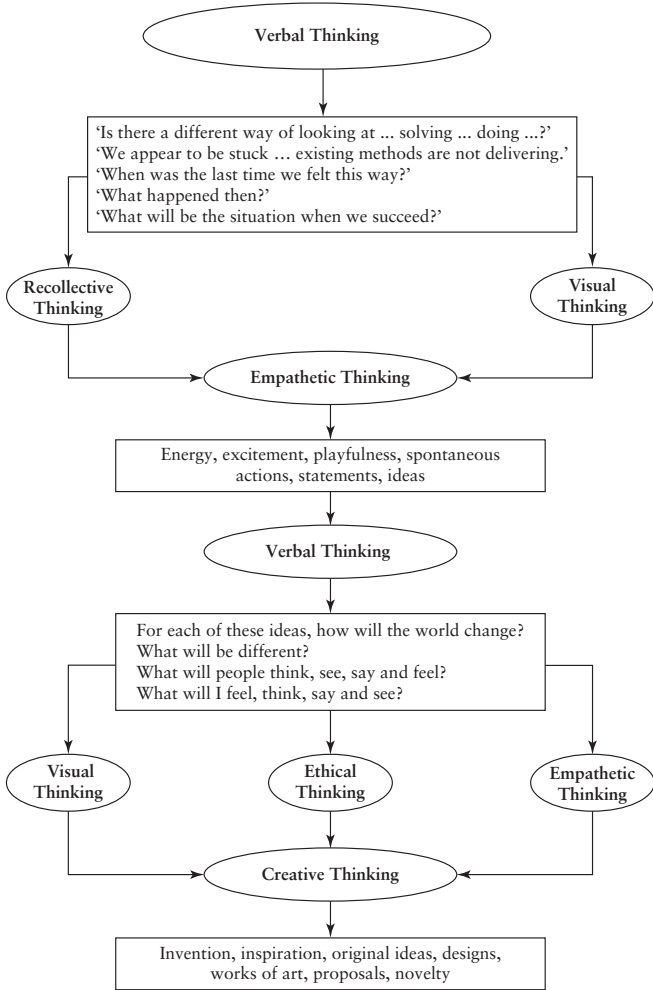 Verbal Thinking
‘Is there a different way of looking at ... solving ... doing ...?’
‘We appear to be stuck ... existing methods are not delivering.’
‘When was the last time we felt this way?’
‘What happened then?’
‘What will be the situation when we succeed?’
Recollective
Thinking
Visual
Thinking
Empathetic Thinking
Energy, excitement, playfulness, spontaneous
actions, statements, ideas
Verbal Thinking
For each of these ideas, how will the world change?
What will be different?
What will people think, see, say and feel?
What will I feel, think, say and see?
Visual
Thinking
Ethical
Thinking
Empathetic
Thinking
Creative Thinking
Invention, inspiration, original ideas, designs,
works of art, proposals, novelty